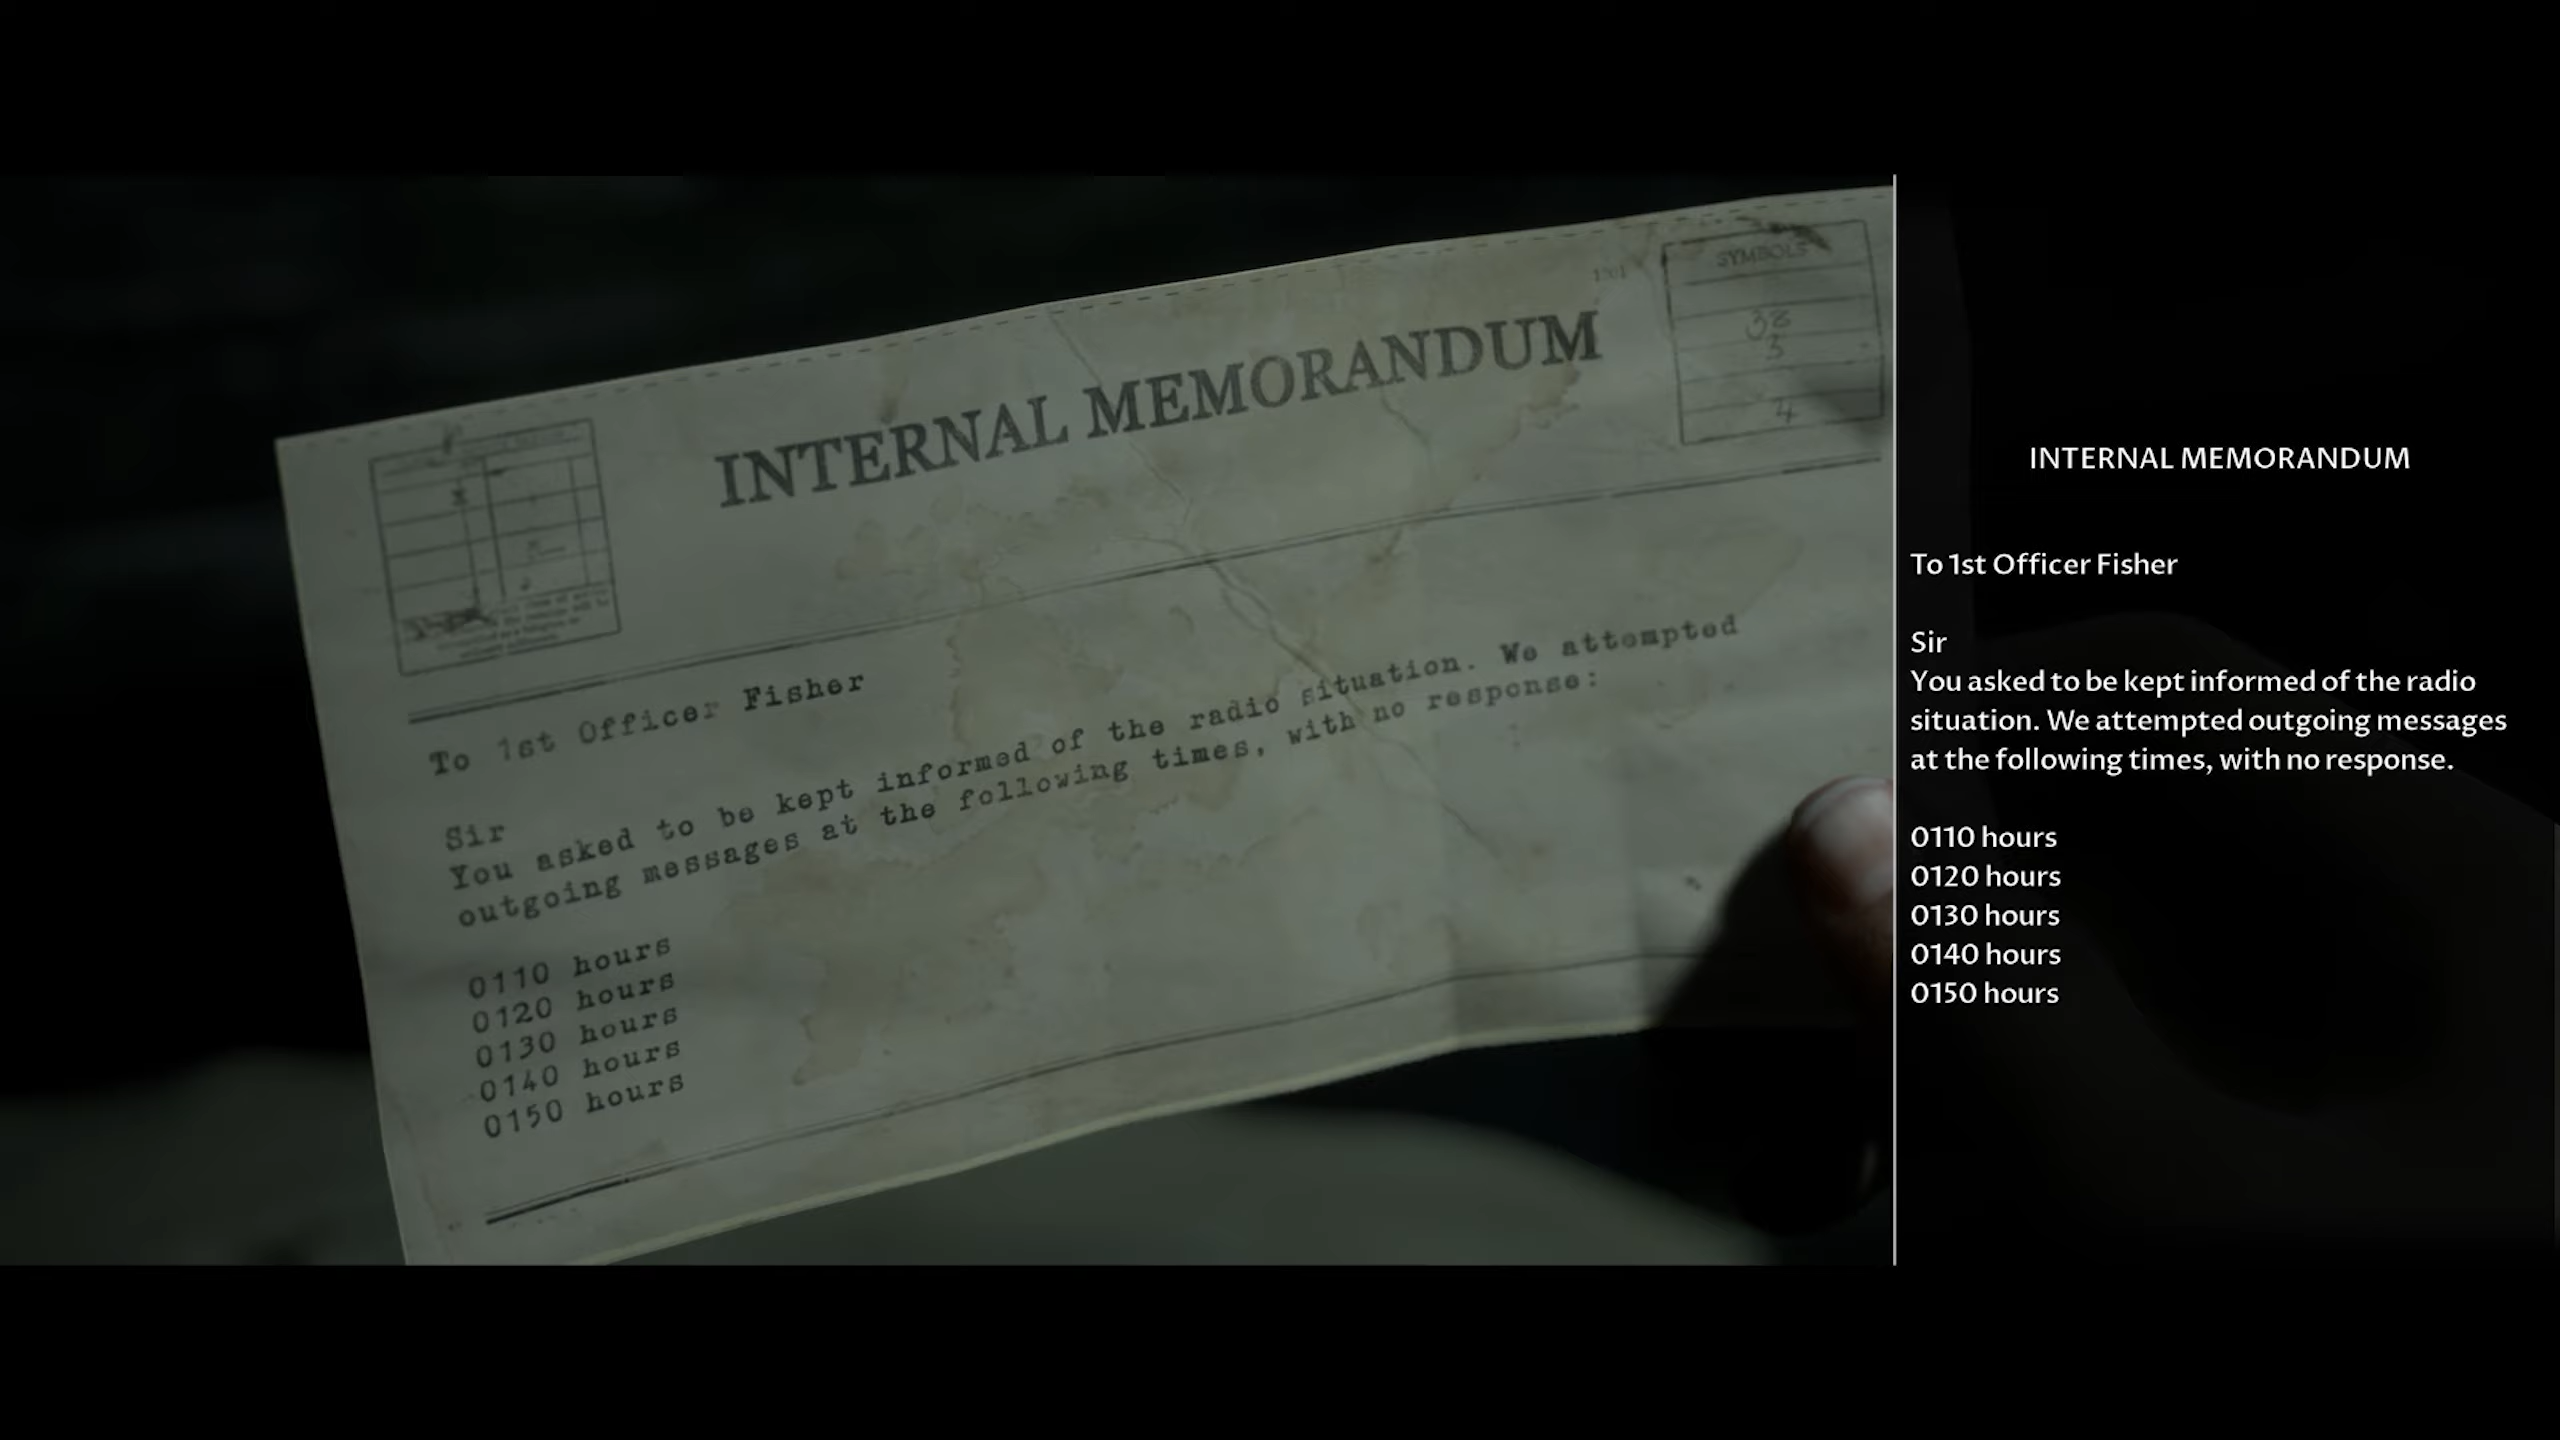 INTERNAL MEMORANDUM
SYMBOLS
38
3
4
To 1st Officer Fisher
Sir
You asked to be kept informed of the radio situation. We attempted
outgoing messages at the following times, with no response:
0110 hours
0120 hours
0130 hours
0140 hours
0150 hours
INTERNAL MEMORANDUM
To 1st Officer Fisher
Sir
You asked to be kept informed of the radio
situation. We attempted outgoing messages
at the following times, with no response.
0110 hours
0120 hours
0130 hours
0140 hours
0150 hours